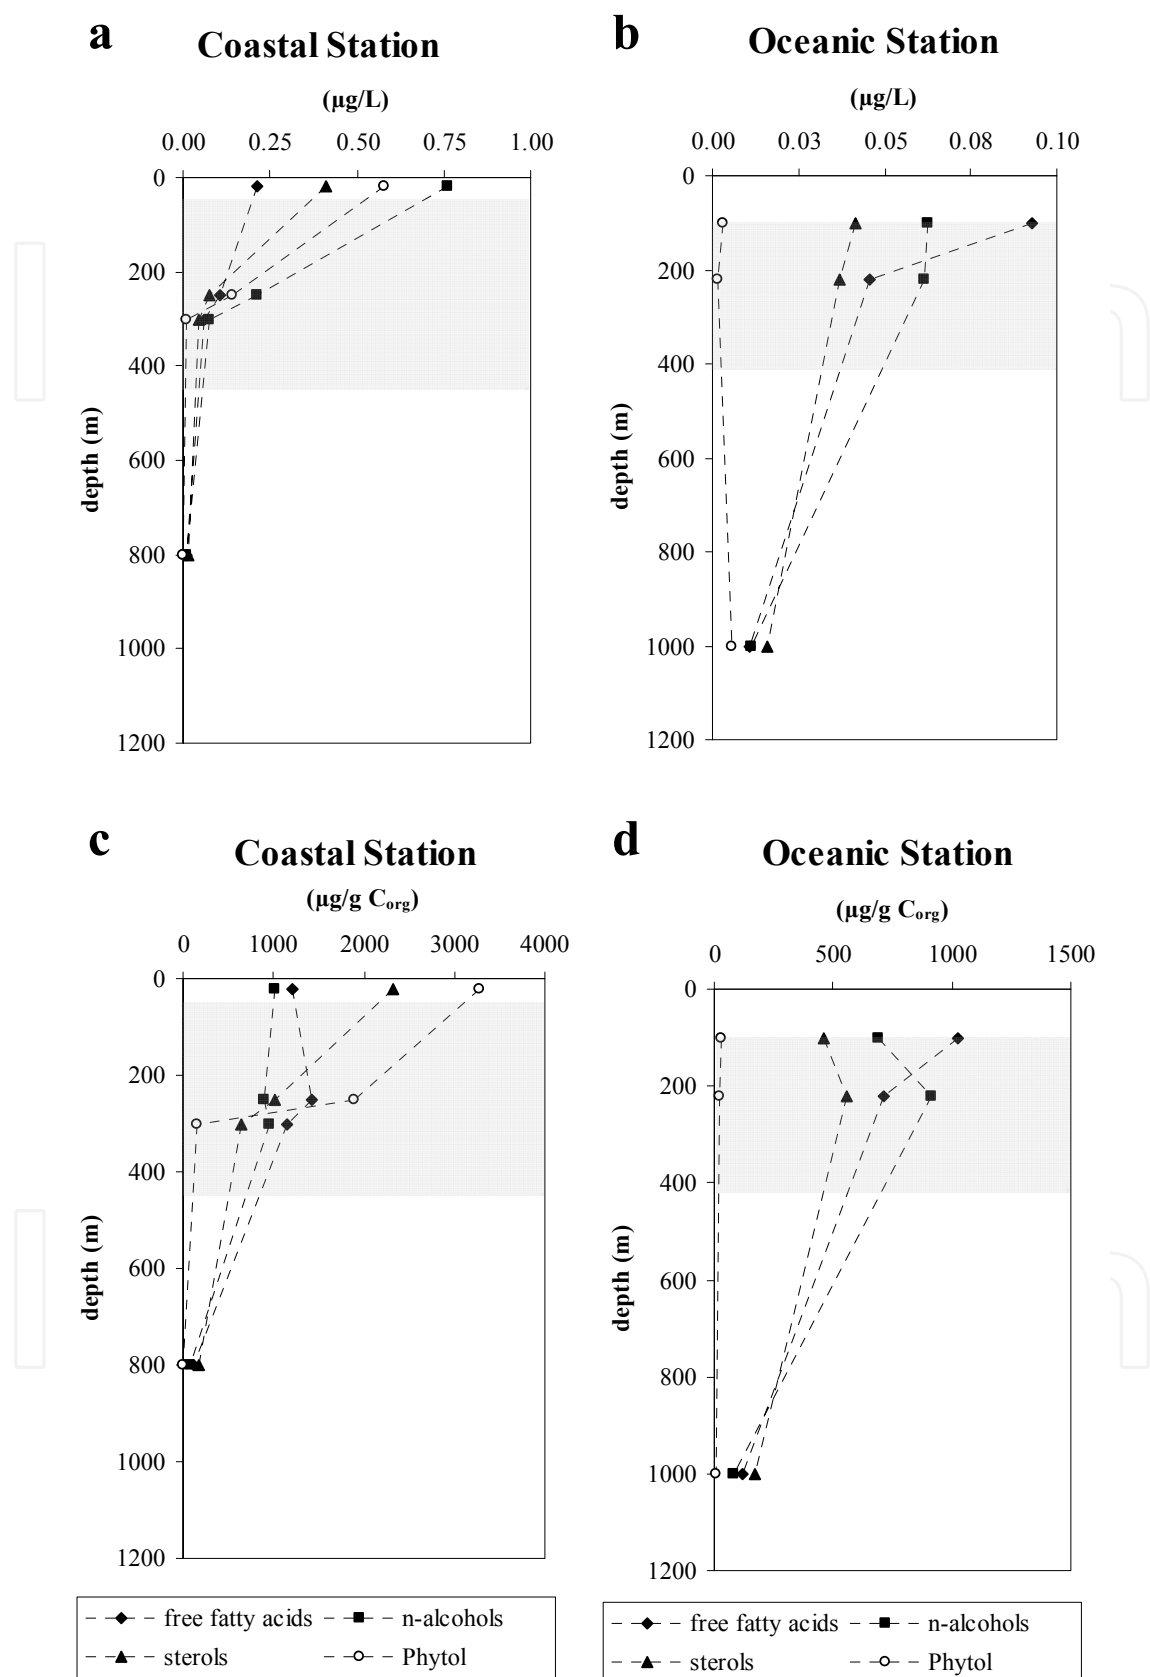 a
Coastal Station
(µg/L)
0.00 0.25 0.50 0.75 1.00
0
200
400
600
800
1000
1200
depth (m)
b
Oceanic Station
(µg/L)
0.00 0.03 0.05 0.08 0.10
0
200
400
600
800
1000
1200
depth (m)
c
Coastal Station
(µg/g Corg)
0 1000 2000 3000 4000
0
200
400
600
800
1000
1200
depth (m)
free fatty acids n-alcohols
sterols Phytol
d
Oceanic Station
(µg/g Corg)
0 500 1000 1500
0
200
400
600
800
1000
1200
depth (m)
free fatty acids n-alcohols
sterols Phytol